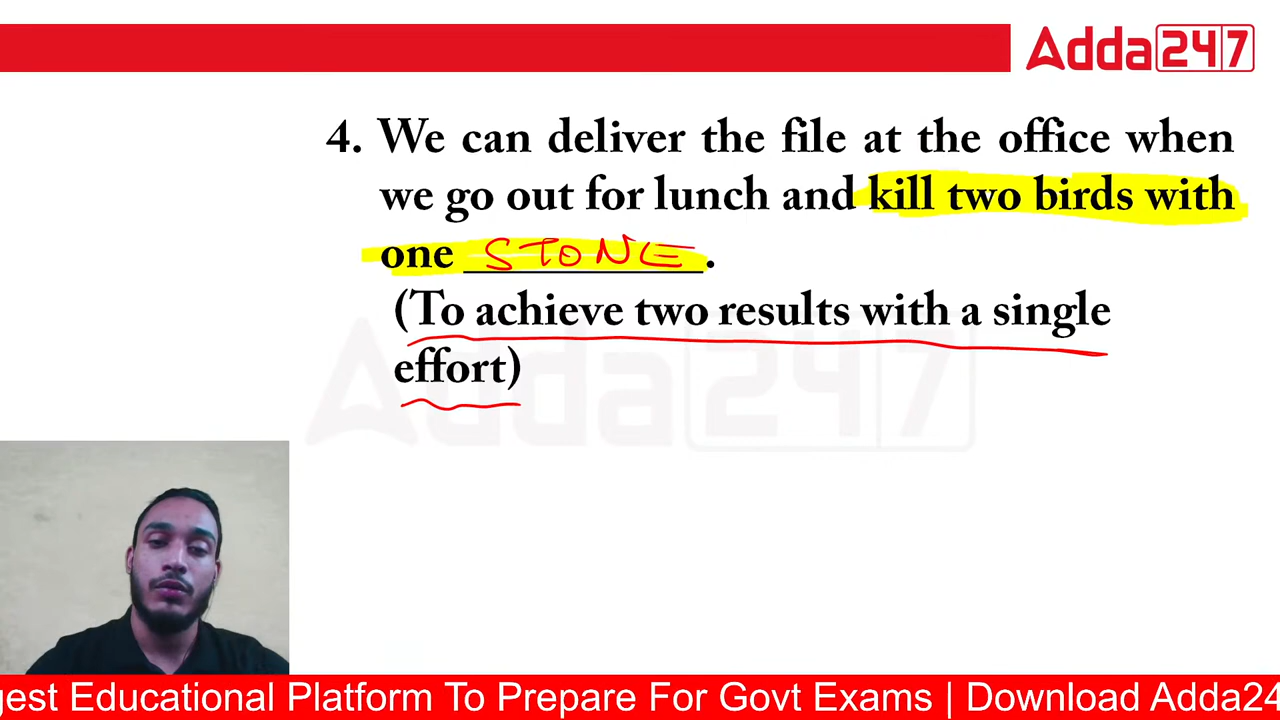 Adda247
4. We can deliver the file at the office when
we go out for lunch and kill two birds with
one STONE.
(To achieve two results with a single
effort)
Adda247
gest Educational Platform To Prepare For Govt Exams | Download Adda24